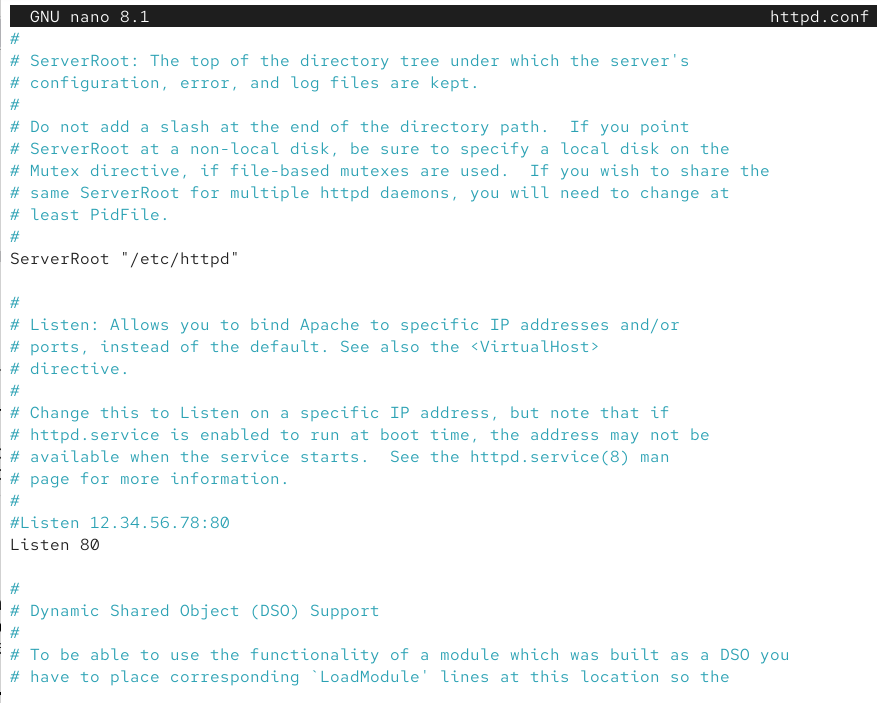 GNU nano 8.1 httpd.conf
#
# ServerRoot: The top of the directory tree under which the server's
# configuration, error, and log files are kept.
#
# Do not add a slash at the end of the directory path.  If you point
# ServerRoot at a non-local disk, be sure to specify a local disk on the
# Mutex directive, if file-based mutexes are used.  If you wish to share the
# same ServerRoot for multiple httpd daemons, you will need to change at
# least PidFile.
#
ServerRoot "/etc/httpd"

#
# Listen: Allows you to bind Apache to specific IP addresses and/or
# ports, instead of the default. See also the <VirtualHost>
# directive.
#
# Change this to Listen on a specific IP address, but note that if
# httpd.service is enabled to run at boot time, the address may not be
# available when the service starts.  See the httpd.service(8) man
# page for more information.
#
#Listen 12.34.56.78:80
Listen 80

#
# Dynamic Shared Object (DSO) Support
#
# To be able to use the functionality of a module which was built as a DSO you
# have to place corresponding `LoadModule' lines at this location so the